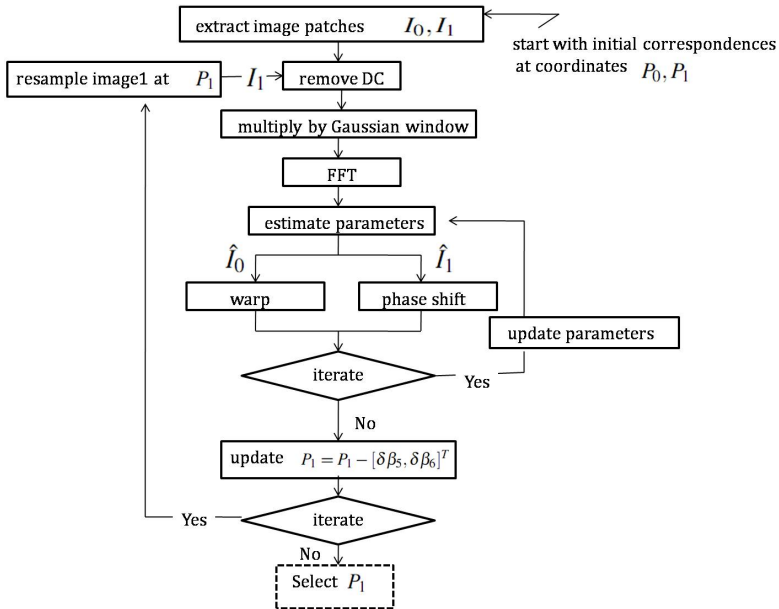 extract image patches I₀, I₁
start with initial correspondences
at coordinates P₀, P₁
resample image1 at P₁
I₁
remove DC
multiply by Gaussian window
FFT
estimate parameters
Î₀
Î₁
warp
phase shift
update parameters
iterate
Yes
No
update P₁ = P₁ − [δβ₅, δβ₆]ᵀ
Yes
iterate
No
Select P₁